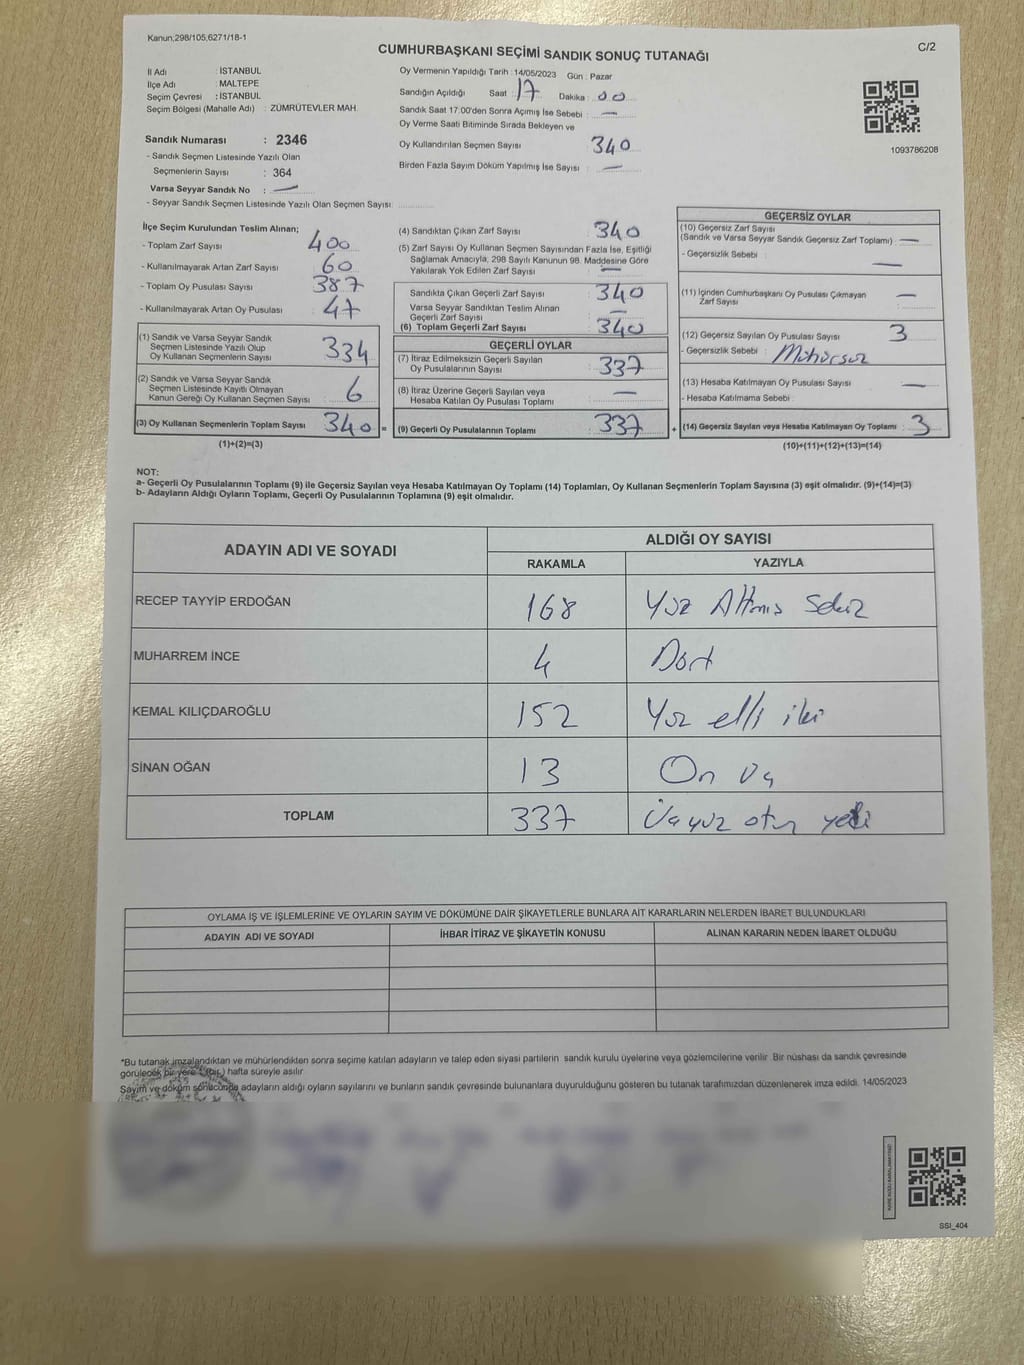 Kanun;298/105,6271/18-1
CUMHURBAŞKANI SEÇİMİ SANDIK SONUÇ TUTANAĞI
C/2
İl Adı : İSTANBUL
İlçe Adı : MALTEPE
Seçim Çevresi : İSTANBUL
Seçim Bölgesi (Mahalle Adı) : ZÜMRÜTEVLER MAH.
Sandık Numarası : 2346
- Sandık Seçmen Listesinde Yazılı Olan
Seçmenlerin Sayısı : 364
Varsa Seyyar Sandık No : —
- Seyyar Sandık Seçmen Listesinde Yazılı Olan Seçmen Sayısı:
Oy Vermenin Yapıldığı Tarih :14/05/2023 Gün : Pazar
Sandığın Açıldığı Saat : 17 Dakika : 00
Sandık Saat 17:00'den Sonra Açımış İse Sebebi : —
Oy Verme Saati Bitiminde Sırada Bekleyen ve
Oy Kullandırılan Seçmen Sayısı : 340
Birden Fazla Sayım Döküm Yapılmış İse Sayısı : —
1093786208
İlçe Seçim Kurulundan Teslim Alınan;
- Toplam Zarf Sayısı : 400
- Kullanılmayarak Artan Zarf Sayısı : 60
- Toplam Oy Pusulası Sayısı : 387
- Kullanılmayarak Artan Oy Pusulası : 47
(1) Sandık ve Varsa Seyyar Sandık
Seçmen Listesinde Yazılı Olup
Oy Kullanan Seçmenlerin Sayısı : 334
(2) Sandık ve Varsa Seyyar Sandık
Seçmen Listesinde Kayıtlı Olmayan
Kanun Gereği Oy Kullanan Seçmen Sayısı : 6
(3) Oy Kullanan Seçmenlerin Toplam Sayısı : 340 =
(1)+(2)=(3)
(4) Sandıktan Çıkan Zarf Sayısı : 340
(5) Zarf Sayısı Oy Kullanan Seçmen Sayısından Fazla İse, Eşitliği
Sağlamak Amacıyla, 298 Sayılı Kanunun 98. Maddesine Göre
Yakılarak Yok Edilen Zarf Sayısı : —
Sandıkta Çıkan Geçerli Zarf Sayısı : 340
Varsa Seyyar Sandıktan Teslim Alınan
Geçerli Zarf Sayısı : —
(6) Toplam Geçerli Zarf Sayısı : 340
GEÇERLİ OYLAR
(7) İtiraz Edilmeksizin Geçerli Sayılan
Oy Pusulalarının Sayısı : 337
(8) İtiraz Üzerine Geçerli Sayılan veya
Hesaba Katılan Oy Pusulası Toplamı : —
(9) Geçerli Oy Pusulalarının Toplamı : 337 +
GEÇERSİZ OYLAR
(10) Geçersiz Zarf Sayısı
(Sandık ve Varsa Seyyar Sandık Geçersiz Zarf Toplamı) : —
- Geçersizlik Sebebi : —
(11) İçinden Cumhurbaşkanı Oy Pusulası Çıkmayan
Zarf Sayısı : —
(12) Geçersiz Sayılan Oy Pusulası Sayısı : 3
- Geçersizlik Sebebi : Mühürsüz
(13) Hesaba Katılmayan Oy Pusulası Sayısı : —
- Hesaba Katılmama Sebebi :
(14) Geçersiz Sayılan veya Hesaba Katılmayan Oy Toplamı : 3
(10)+(11)+(12)+(13)=(14)
NOT:
a- Geçerli Oy Pusulasının Toplamı (9) ile Geçersiz Sayılan veya Hesaba Katılmayan Oy Toplamı (14) Toplamları, Oy Kullanan Seçmenlerin Toplam Sayısına (3) eşit olmalıdır. (9)+(14)=(3)
b- Adayların Aldığı Oyların Toplamı, Geçerli Oy Pusulalarının Toplamına (9) eşit olmalıdır.
ADAYIN ADI VE SOYADI ALDIĞI OY SAYISI
RAKAMLA YAZIYLA
RECEP TAYYİP ERDOĞAN 168 Yüz Altmış Sekiz
MUHARREM İNCE 4 Dört
KEMAL KILIÇDAROĞLU 152 Yüz elli iki
SİNAN OĞAN 13 On Üç
TOPLAM 337 Üçyüz otuz yedi
OYLAMA İŞ VE İŞLEMLERİNE VE OYLARIN SAYIM VE DÖKÜMÜNE DAİR ŞİKAYETLERLE BUNLARA AİT KARARLARIN NELERDEN İBARET BULUNDUKLARI
ADAYIN ADI VE SOYADI İHBAR İTİRAZ VE ŞİKAYETİN KONUSU ALINAN KARARIN NEDEN İBARET OLDUĞU
*Bu tutanak imzalandıktan ve mühürlendikten sonra seçime katılan adayların ve talep eden siyasi partilerin sandık kurulu üyelerine veya gözlemcilerine verilir. Bir nüshası da sandık çevresinde
görülecek bir yere 1 (bir) hafta süreyle asılır.
Sayım ve döküm sonucunda adayların aldığı oyların sayılarını ve bunların sandık çevresinde bulunanlara duyurulduğunu gösteren bu tutanak tarafımızdan düzenlenerek imza edildi. 14/05/2023
SSI_404